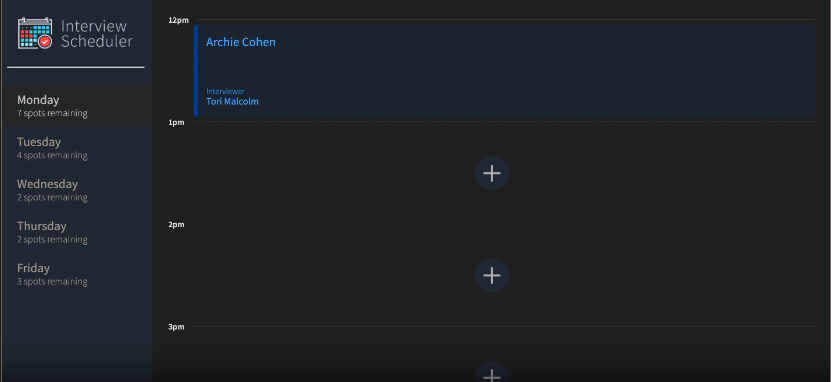 Interview
Scheduler
Monday
7 spots remaining
Tuesday
4 spots remaining
Wednesday
2 spots remaining
Thursday
2 spots remaining
Friday
3 spots remaining
12pm
Archie Cohen
Interviewer
Tori Malcolm
1pm
2pm
3pm